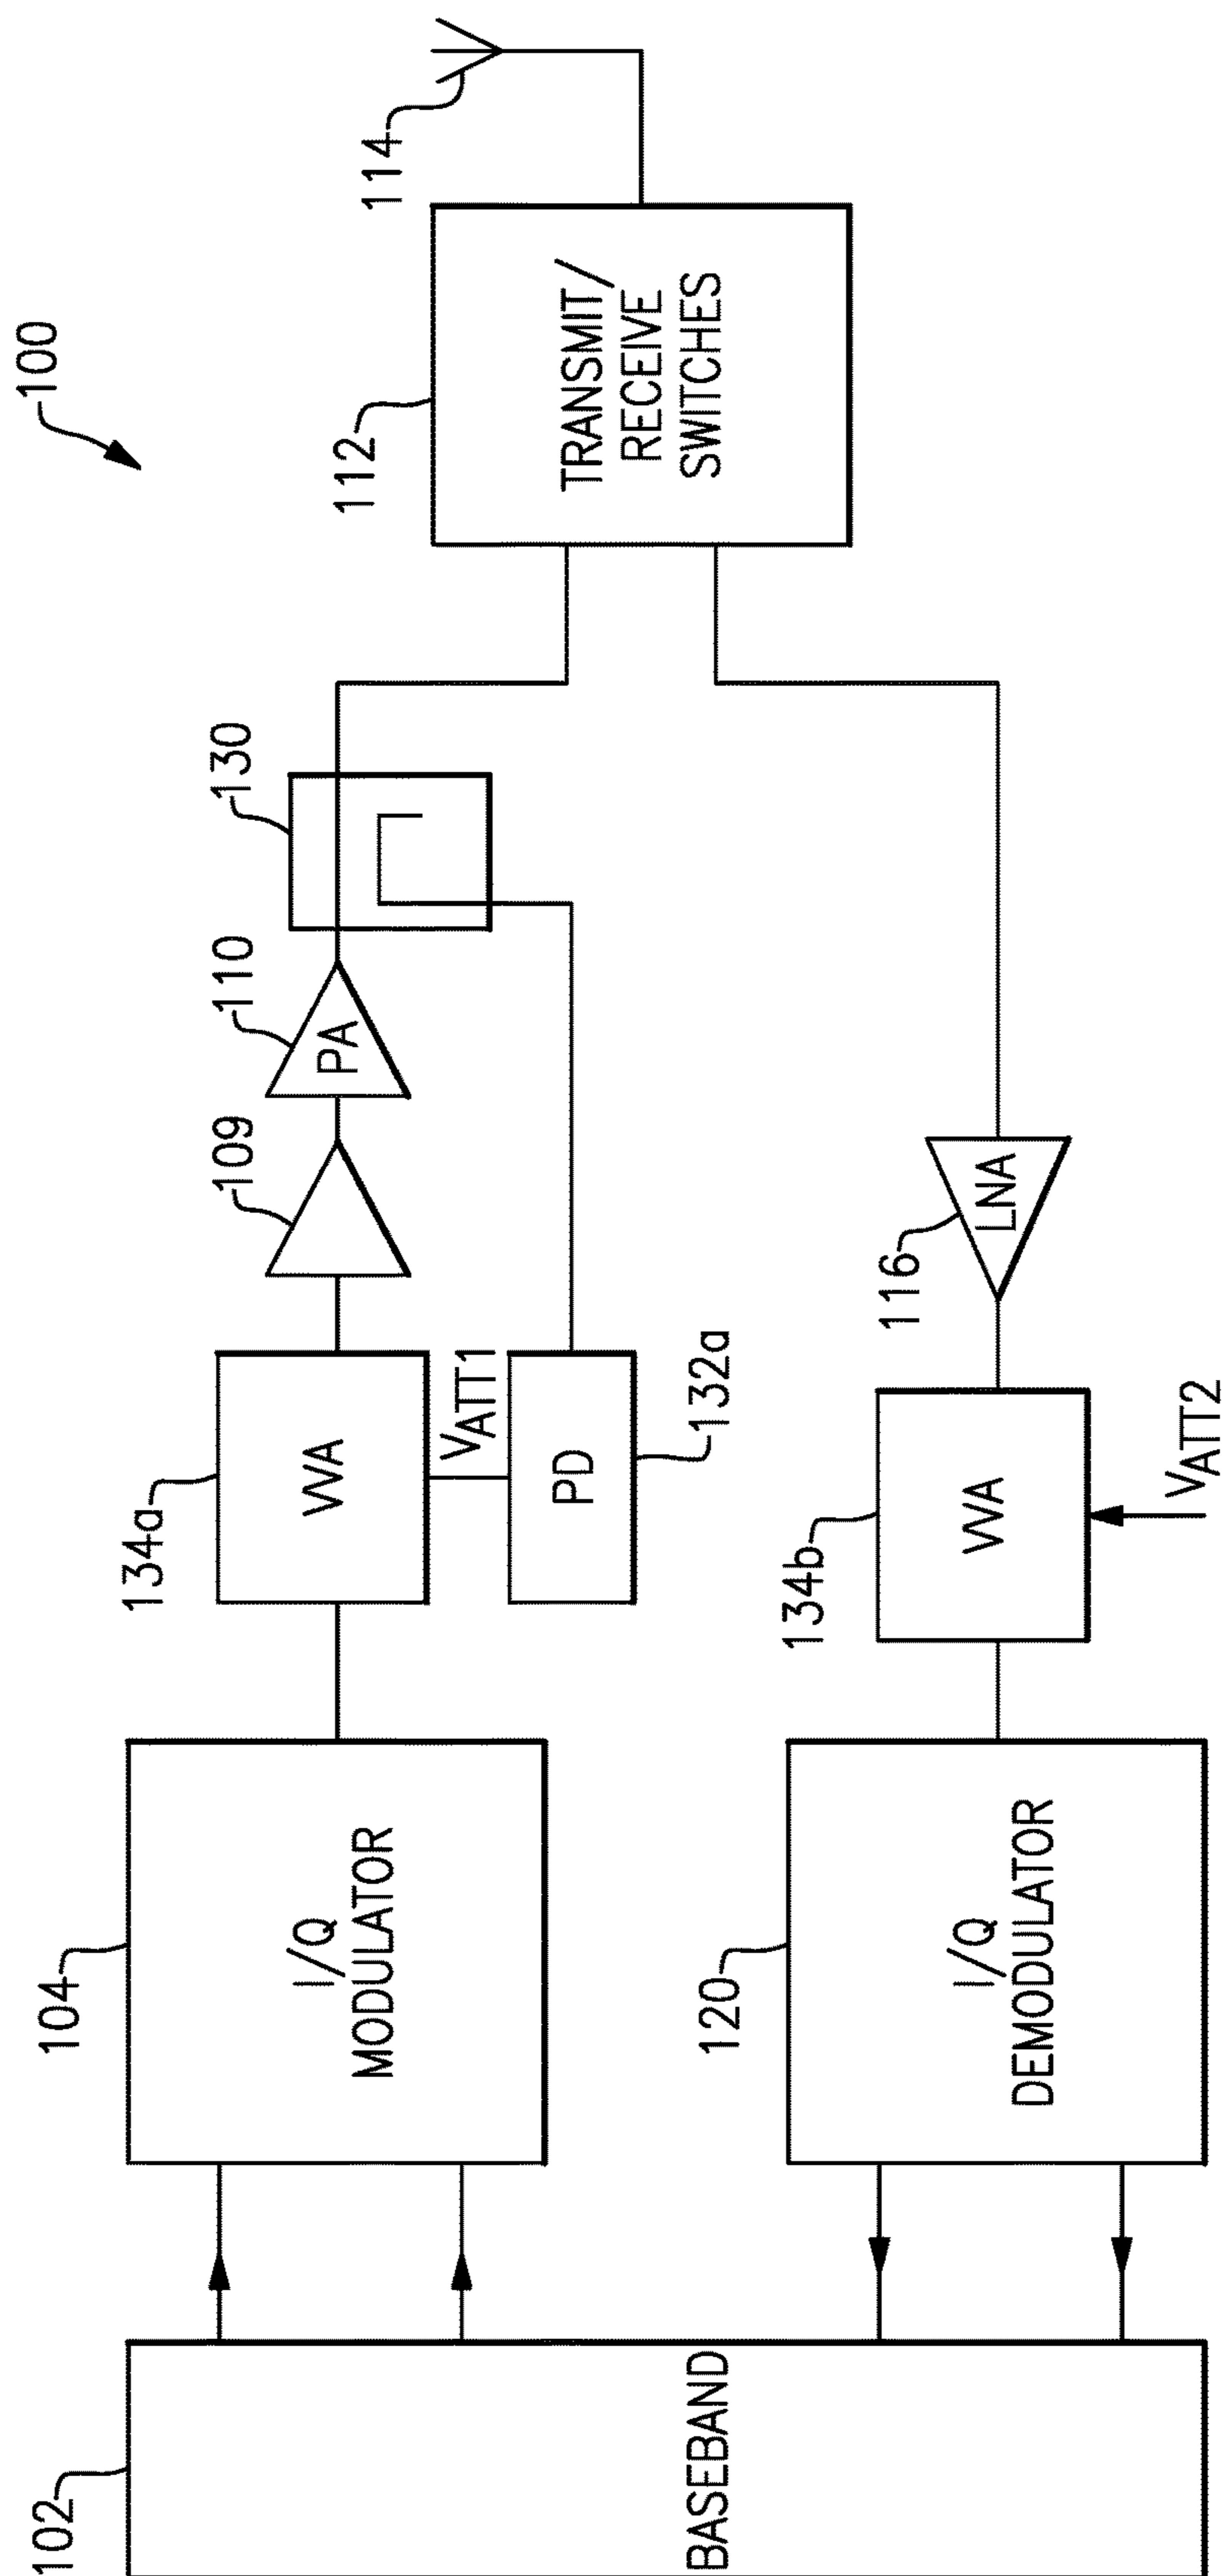 100
102
BASEBAND
104
I/Q
MODULATOR
134a
VVA
VATT1
PD
132a
109
110
PA
130
112
TRANSMIT/
RECEIVE
SWITCHES
114
120
I/Q
DEMODULATOR
134b
VVA
VATT2
116
LNA